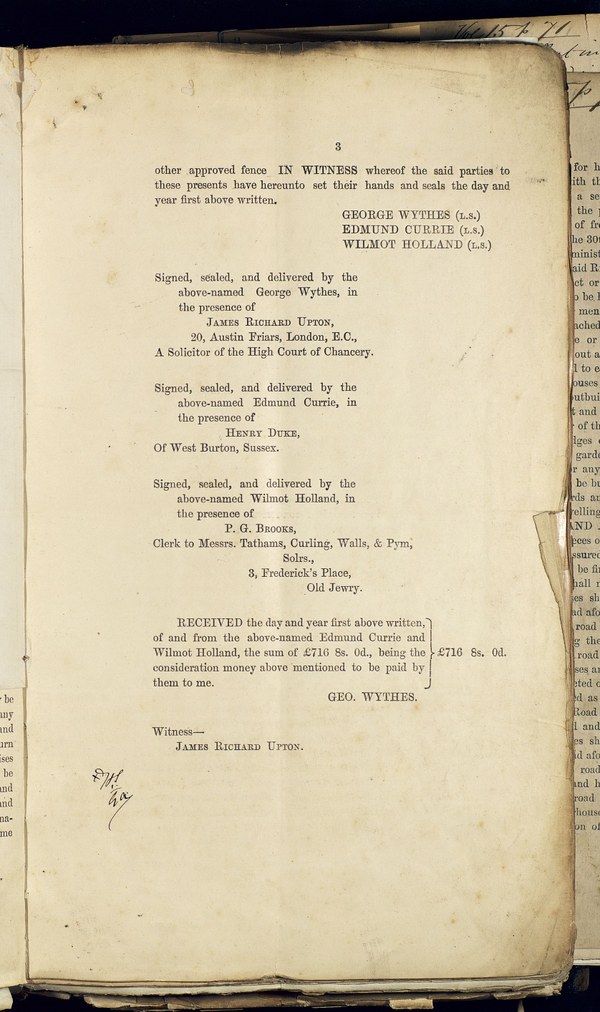 3
other approved fence IN WITNESS whereof the said parties to
these presents have hereunto set their hands and seals the day and
year first above written.
GEORGE WYTHES (L.S.)
EDMUND CURRIE (L.S.)
WILMOT HOLLAND (L.S.)
Signed, sealed, and delivered by the
above-named George Wythes, in
the presence of
JAMES RICHARD UPTON,
20, Austin Friars, London, E.C.,
A Solicitor of the High Court of Chancery.
Signed, sealed, and delivered by the
above-named Edmund Currie, in
the presence of
HENRY DUKE,
Of West Burton, Sussex.
Signed, sealed, and delivered by the
above-named Wilmot Holland, in
the presence of
P. G. BROOKS,
Clerk to Messrs. Tathams, Curling, Walls, & Pym,
Solrs.,
3, Frederick's Place,
Old Jewry.
RECEIVED the day and year first above written,
of and from the above-named Edmund Currie and
Wilmot Holland, the sum of £716 8s. 0d., being the £716 8s. 0d.
consideration money above mentioned to be paid by
them to me.
GEO. WYTHES.
Witness—
JAMES RICHARD UPTON.